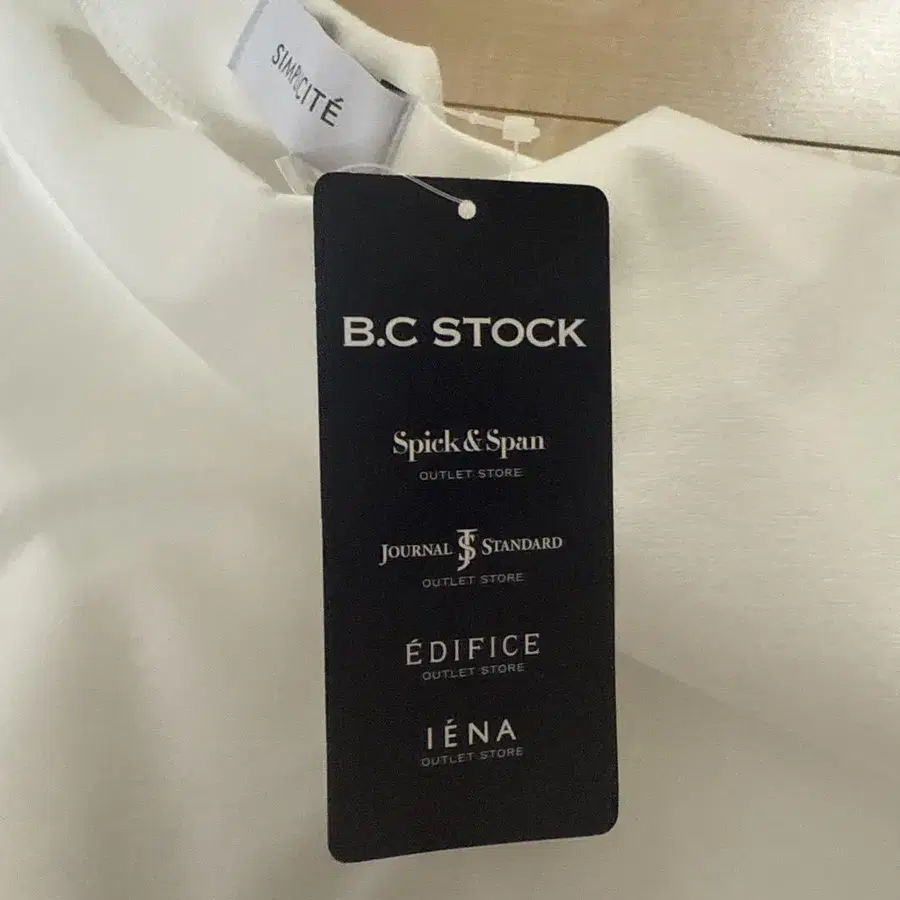 SIMPLICITÉ
B.C STOCK
Spick & Span
OUTLET STORE
JOURNAL JS STANDARD
OUTLET STORE
ÉDIFICE
OUTLET STORE
IÉNA
OUTLET STORE